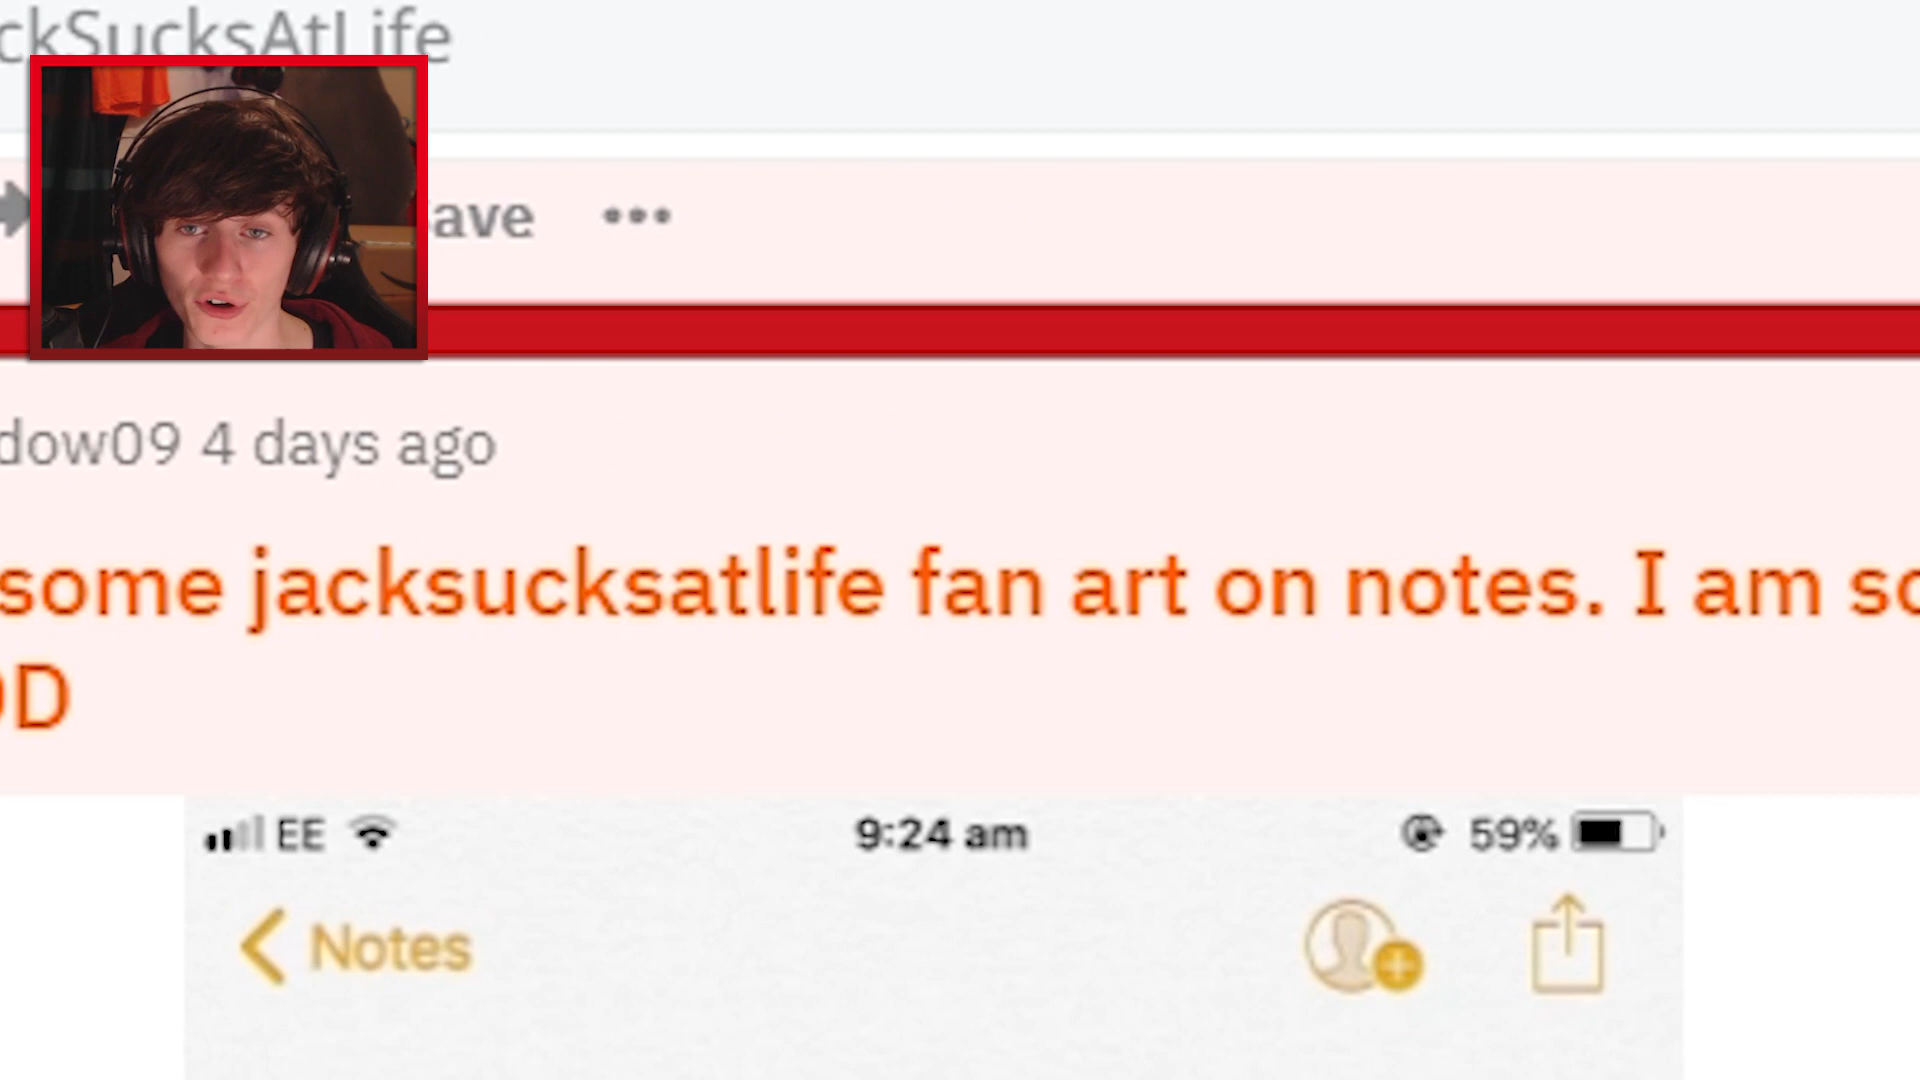 ckSucksAtLife
ave •••
dow09 4 days ago
some jacksucksatlife fan art on notes. I am so
DD
EE 9:24 am 59%
Notes